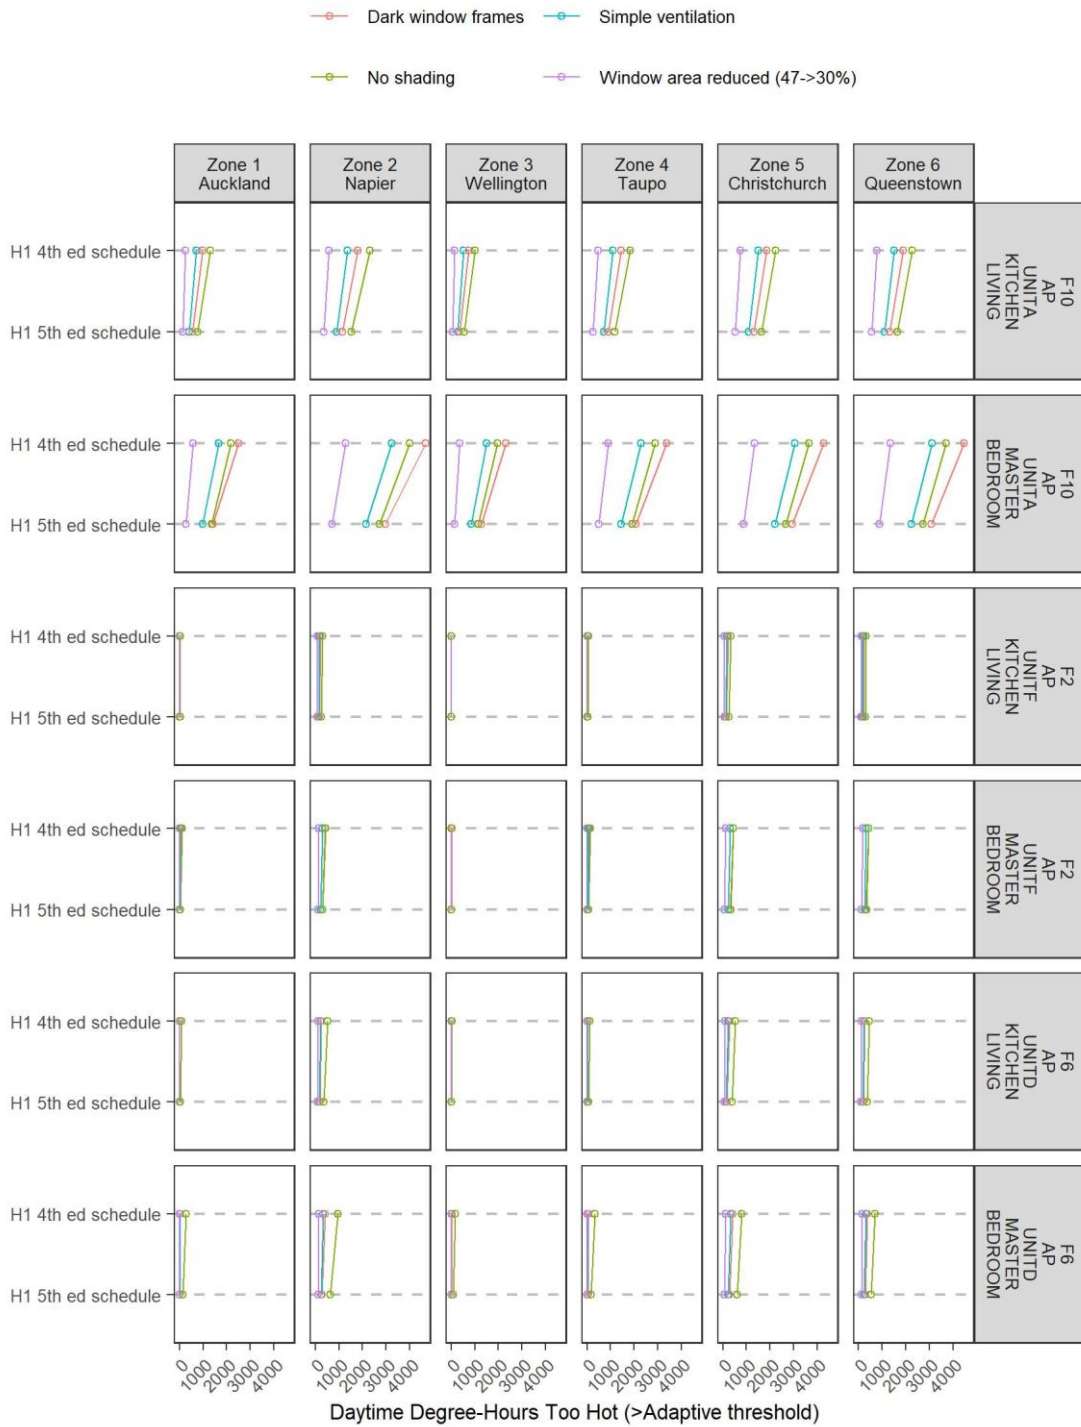 Dark window frames
Simple ventilation
No shading
Window area reduced (47->30%)
Zone 1
Auckland
Zone 2
Napier
Zone 3
Wellington
Zone 4
Taupo
Zone 5
Christchurch
Zone 6
Queenstown
H1 4th ed schedule
H1 5th ed schedule
F10
AP
UNITA
KITCHEN
LIVING
H1 4th ed schedule
H1 5th ed schedule
F10
AP
UNITA
MASTER
BEDROOM
H1 4th ed schedule
H1 5th ed schedule
F2
AP
UNITF
KITCHEN
LIVING
H1 4th ed schedule
H1 5th ed schedule
F2
AP
UNITF
MASTER
BEDROOM
H1 4th ed schedule
H1 5th ed schedule
F6
AP
UNITD
KITCHEN
LIVING
H1 4th ed schedule
H1 5th ed schedule
F6
AP
UNITD
MASTER
BEDROOM
0 1000 2000 3000 4000
0 1000 2000 3000 4000
0 1000 2000 3000 4000
0 1000 2000 3000 4000
0 1000 2000 3000 4000
0 1000 2000 3000 4000
Daytime Degree-Hours Too Hot (>Adaptive threshold)